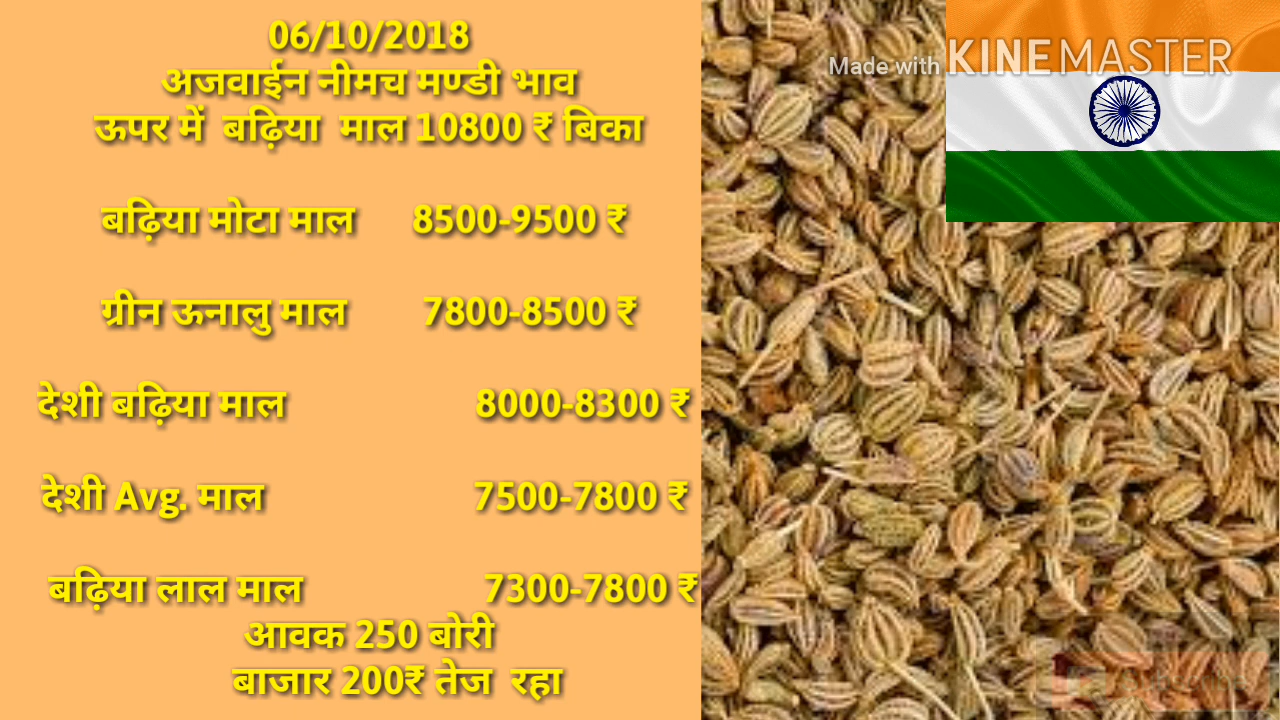 06/10/2018
अजवाईन नीमच मण्डी भाव
ऊपर में बढ़िया माल 10800 ₹ बिका
बढ़िया मोटा माल 8500-9500 ₹
ग्रीन ऊनालु माल 7800-8500 ₹
देशी बढ़िया माल 8000-8300 ₹
देशी Avg. माल 7500-7800 ₹
बढ़िया लाल माल 7300-7800 ₹
आवक 250 बोरी
बाजार 200₹ तेज रहा
Made with KINEMASTER